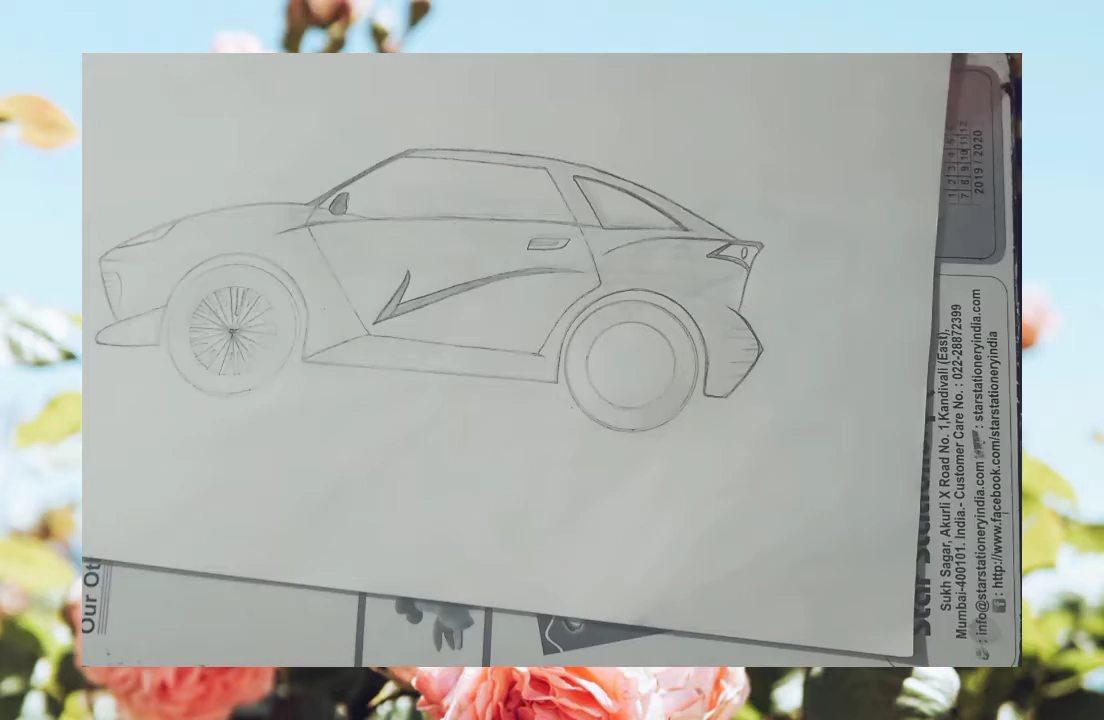 1 2 3 4 5 6
7 8 9 10 11 12
2019 / 2020
Sukh Sagar, Akurli X Road No. 1,Kandivali (East),
Mumbai-400101. India.- Customer Care No. : 022-28872399
: info@starstationeryindia.com : starstationeryindia.com
: http://www.facebook.com/starstationeryindia
Our Ot